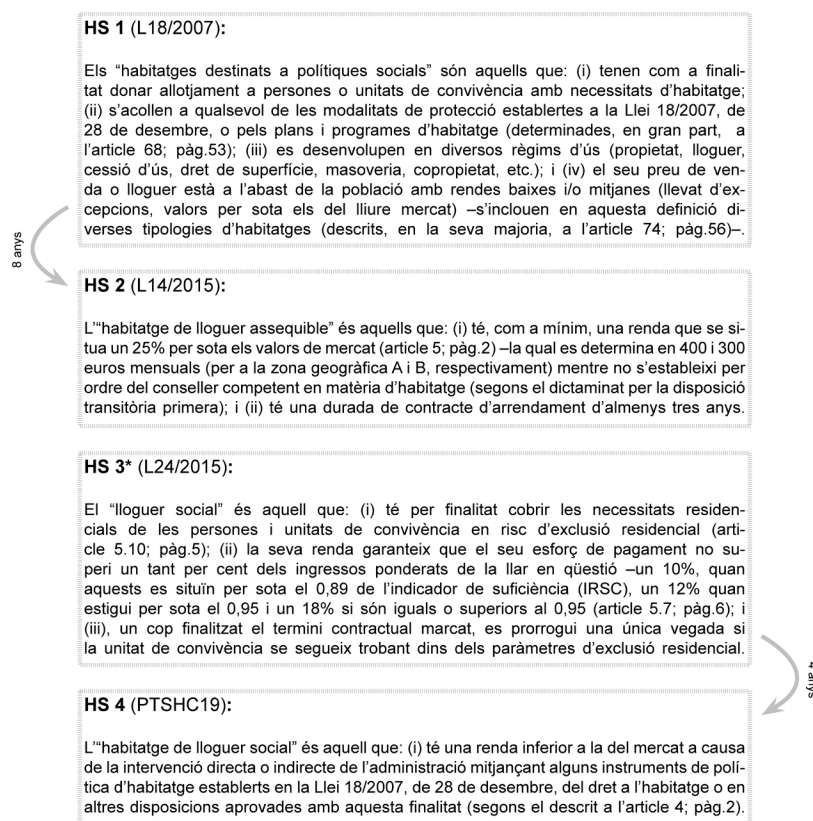 HS 1 (L18/2007):
Els “habitatges destinats a polítiques socials” són aquells que: (i) tenen com a finali-
tat donar allotjament a persones o unitats de convivència amb necessitats d’habitatge;
(ii) s’acollen a qualsevol de les modalitats de protecció establertes a la Llei 18/2007, de
28 de desembre, o pels plans i programes d’habitatge (determinades, en gran part, a
l’article 68; pàg.53); (iii) es desenvolupen en diversos règims d’ús (propietat, lloguer,
cessió d’ús, dret de superfície, masoveria, copropietat, etc.); i (iv) el seu preu de ven-
da o lloguer està a l’abast de la població amb rendes baixes i/o mitjanes (llevat d’ex-
cepcions, valors per sota els del lliure mercat) –s’inclouen en aquesta definició di-
verses tipologies d’habitatges (descrits, en la seva majoria, a l’article 74; pàg.56)–.
8 anys
HS 2 (L14/2015):
L’“habitatge de lloguer assequible” és aquells que: (i) té, com a mínim, una renda que se si-
tua un 25% per sota els valors de mercat (article 5; pàg.2) –la qual es determina en 400 i 300
euros mensuals (per a la zona geogràfica A i B, respectivament) mentre no s’estableixi per
ordre del conseller competent en matèria d’habitatge (segons el dictaminat per la disposició
transitòria primera); i (ii) té una durada de contracte d’arrendament d’almenys tres anys.
HS 3* (L24/2015):
El “lloguer social” és aquell que: (i) té per finalitat cobrir les necessitats residen-
cials de les persones i unitats de convivència en risc d’exclusió residencial (arti-
cle 5.10; pàg.5); (ii) la seva renda garanteix que el seu esforç de pagament no su-
peri un tant per cent dels ingressos ponderats de la llar en qüestió –un 10%, quan
aquests es situïn per sota el 0,89 de l’indicador de suficiència (IRSC), un 12% quan
estigui per sota el 0,95 i un 18% si són iguals o superiors al 0,95 (article 5.7; pàg.6); i
(iii), un cop finalitzat el termini contractual marcat, es prorrogui una única vegada si
la unitat de convivència se segueix trobant dins dels paràmetres d’exclusió residencial.
4 anys
HS 4 (PTSHC19):
L’“habitatge de lloguer social” és aquell que: (i) té una renda inferior a la del mercat a causa
de la intervenció directa o indirecte de l’administració mitjançant alguns instruments de polí-
tica d’habitatge establerts en la Llei 18/2007, de 28 de desembre, del dret a l’habitatge o en
altres disposicions aprovades amb aquesta finalitat (segons el descrit a l’article 4; pàg.2).